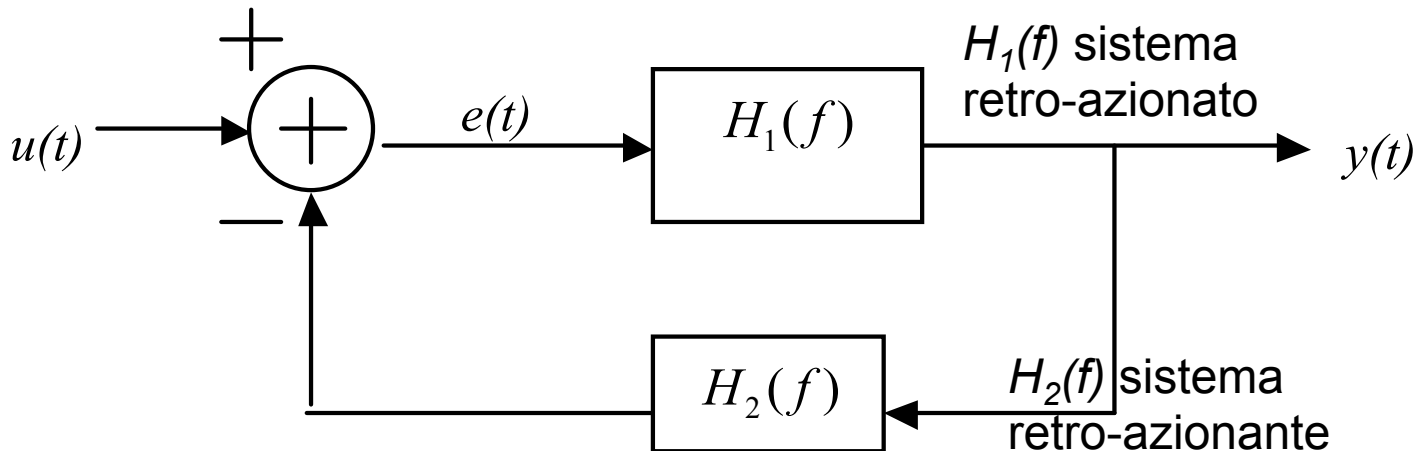 H₁(f) sistema
retro-azionato
+
u(t)
+
e(t)
H₁(f)
y(t)
−
H₂(f)
H₂(f) sistema
retro-azionante